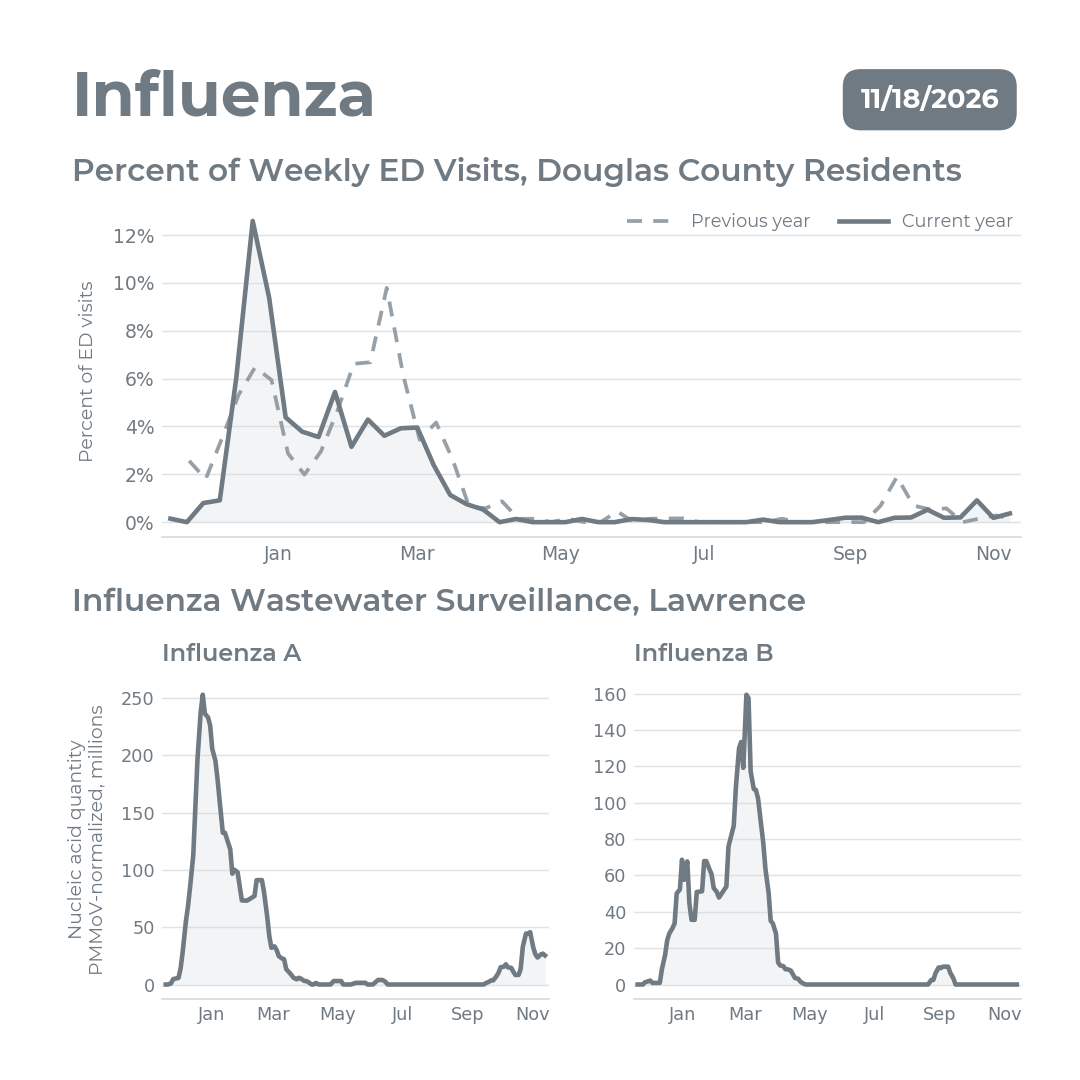 Influenza
11/18/2026
Percent of Weekly ED Visits, Douglas County Residents
Previous year
Current year
Percent of ED visits
12%
10%
8%
6%
4%
2%
0%
Jan Mar May Jul Sep Nov
Influenza Wastewater Surveillance, Lawrence
Influenza A
Nucleic acid quantity
PMMoV-normalized, millions
250
200
150
100
50
0
Jan Mar May Jul Sep Nov
Influenza B
160
140
120
100
80
60
40
20
0
Jan Mar May Jul Sep Nov